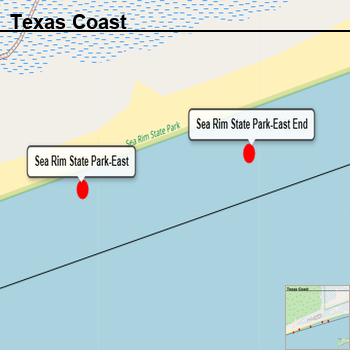 Texas Coast
Sea Rim State Park-East End
Sea Rim State Park
Sea Rim State Park-East
Texas Coast